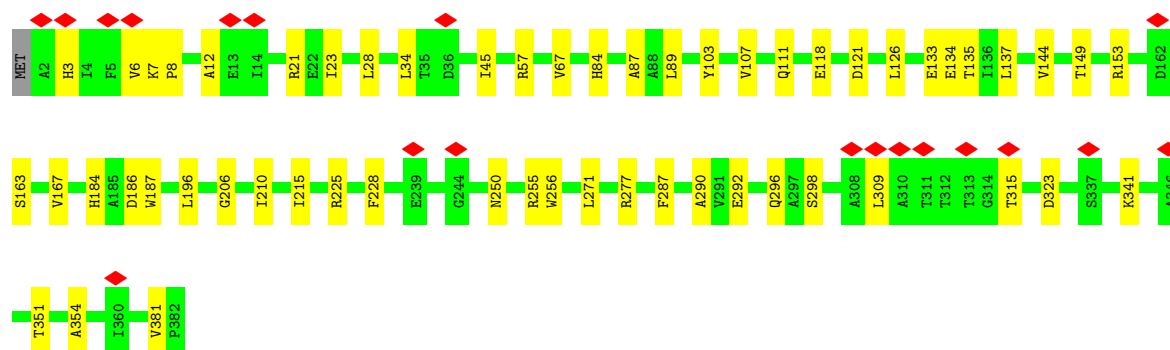 MET A2 H3 I4 F5 V6 K7 P8 A12 E13 I14 R21 E22 I23 L28 L34 T35 D36 I45 R57 V67 H84 A87 A88 L89 Y103 V107 Q111 E118 D121 L126 E133 E134 T135 I136 L137 V144 T149 R153 D162
S163 V167 H184 A185 D186 W187 L196 G206 I210 I215 R225 F228 E239 G244 N250 R255 W256 L271 R277 F287 A290 V291 E292 Q296 A297 S298 A308 L309 A310 T311 T312 T313 G314 T315 D323 S337 K341 A346
T351 A354 I360 V381 P382